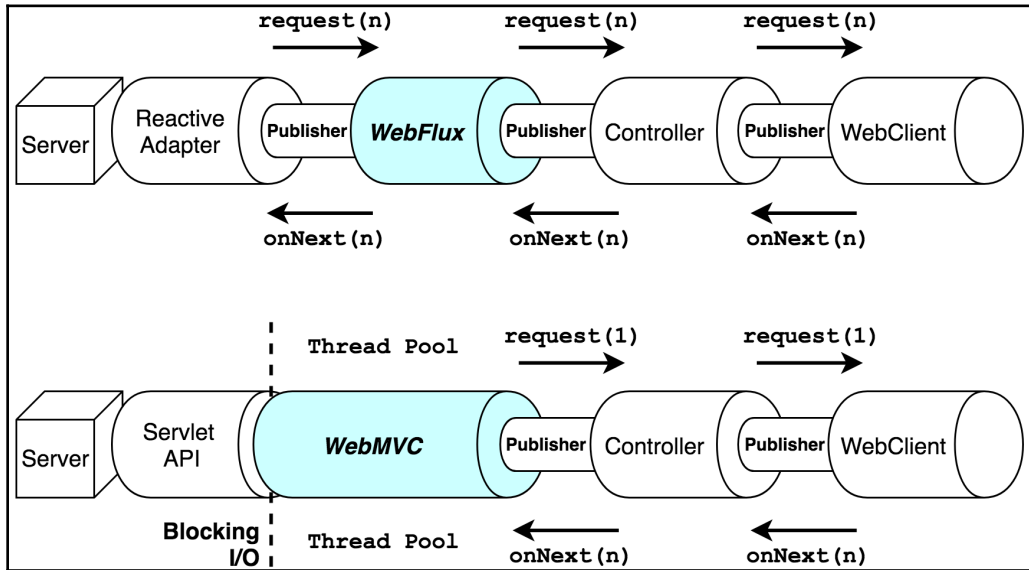 request(n) request(n) request(n)
Server
Reactive
Adapter
Publisher
WebFlux
Publisher
Controller
Publisher
WebClient
onNext(n) onNext(n) onNext(n)
Thread Pool
request(1) request(1)
Server
Servlet
API
WebMVC
Publisher
Controller
Publisher
WebClient
Blocking
I/O
Thread Pool
onNext(n) onNext(n)